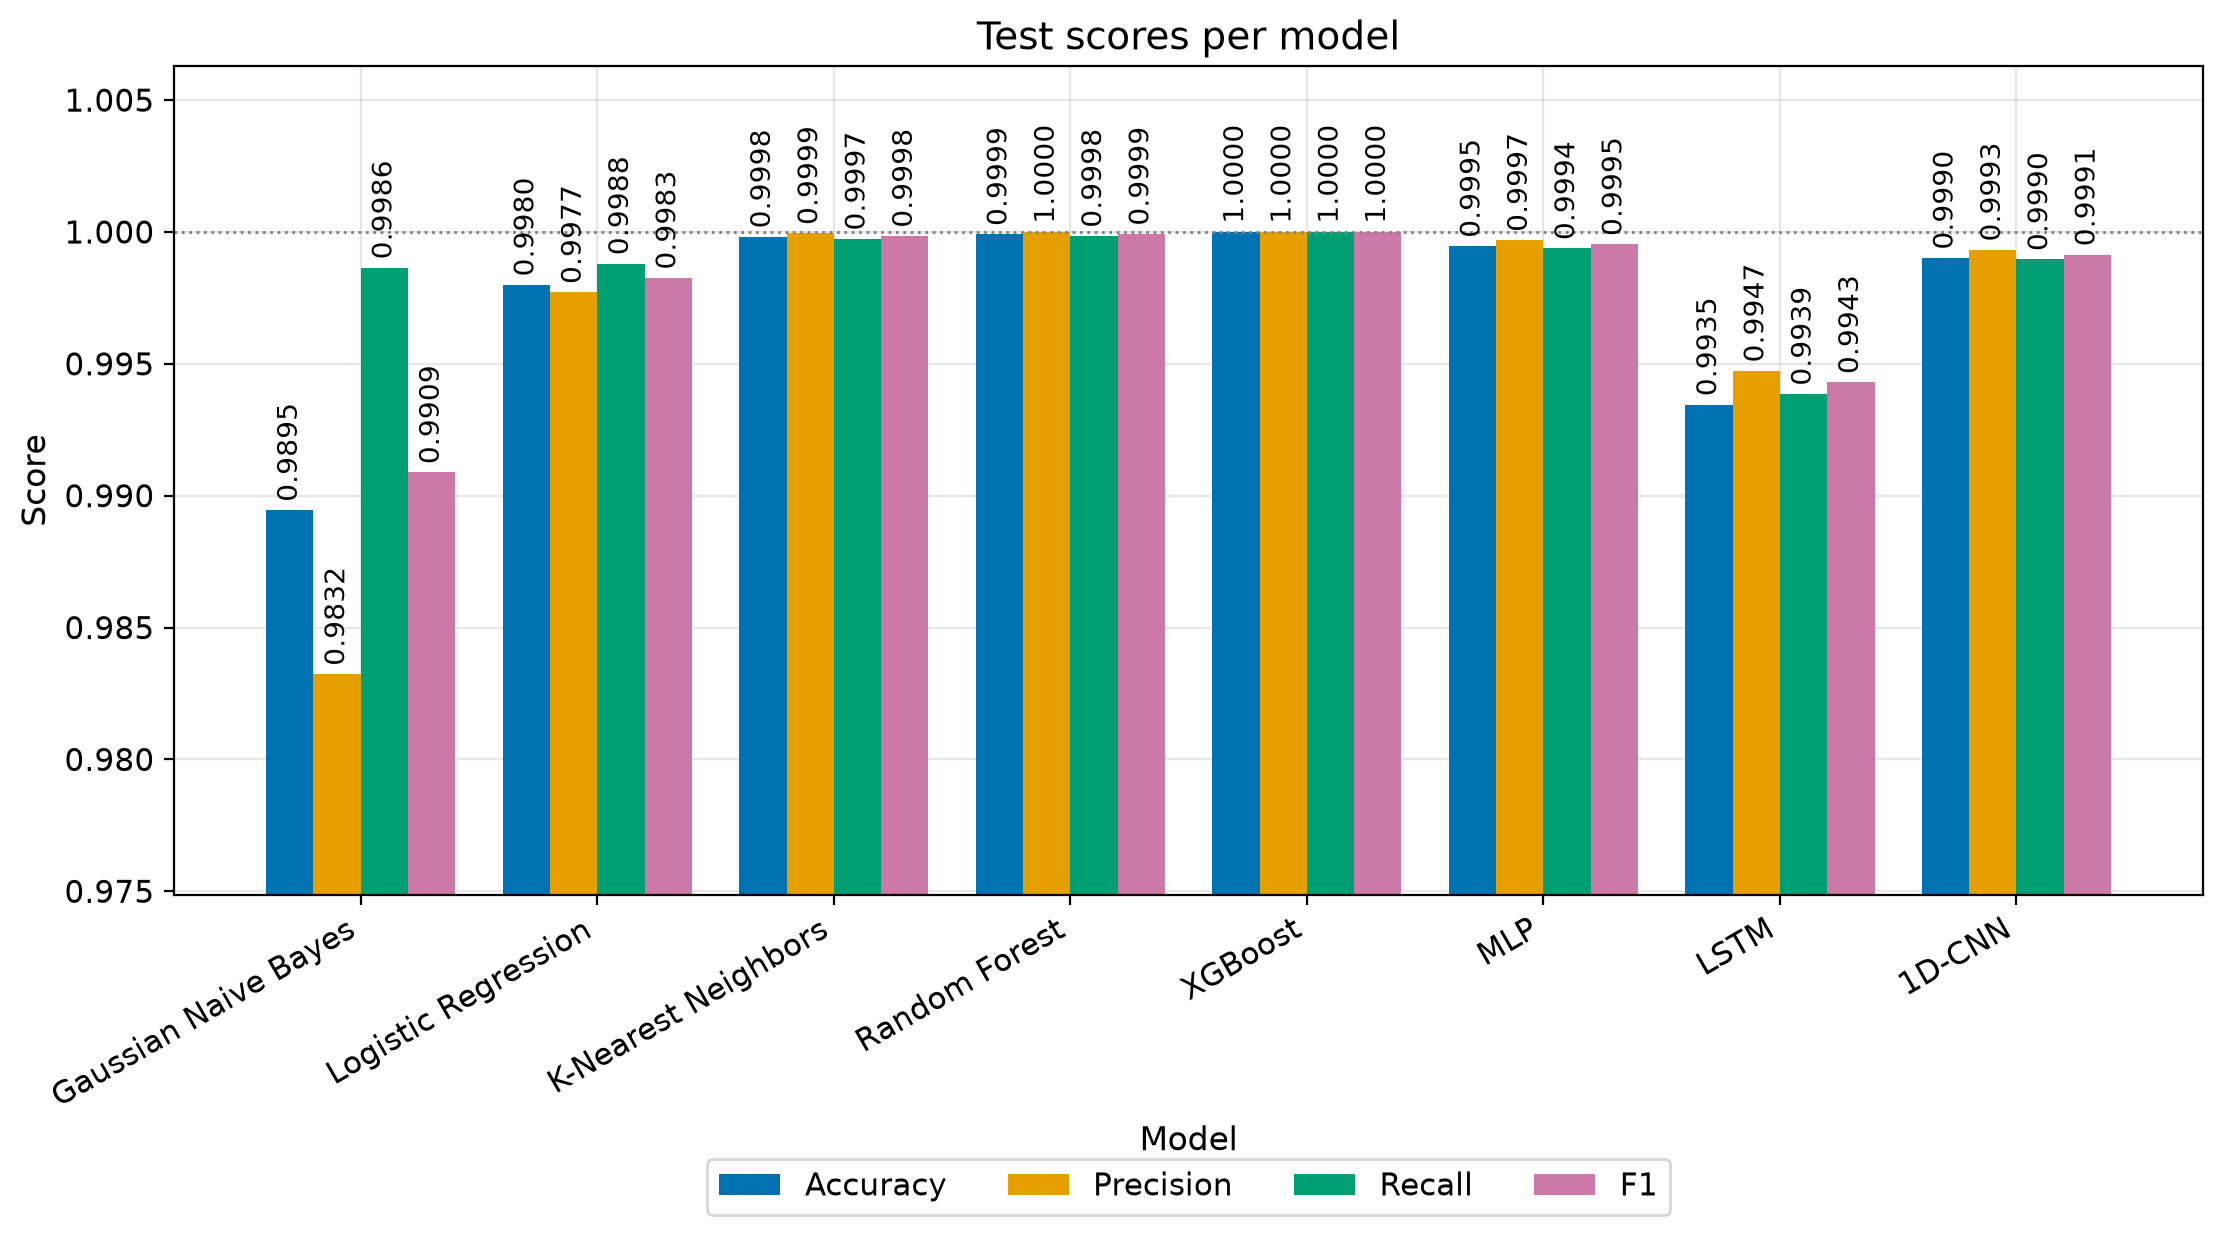 Test scores per model
1.005
1.000
0.995
0.990
0.985
0.980
0.975
Score
0.9895
0.9832
0.9986
0.9909
0.9980
0.9977
0.9988
0.9983
0.9998
0.9999
0.9997
0.9998
0.9999
1.0000
0.9998
0.9999
1.0000
1.0000
1.0000
1.0000
0.9995
0.9997
0.9994
0.9995
0.9935
0.9947
0.9939
0.9943
0.9990
0.9993
0.9990
0.9991
Gaussian Naive Bayes
Logistic Regression
K-Nearest Neighbors
Random Forest
XGBoost
MLP
LSTM
1D-CNN
Model
Accuracy
Precision
Recall
F1